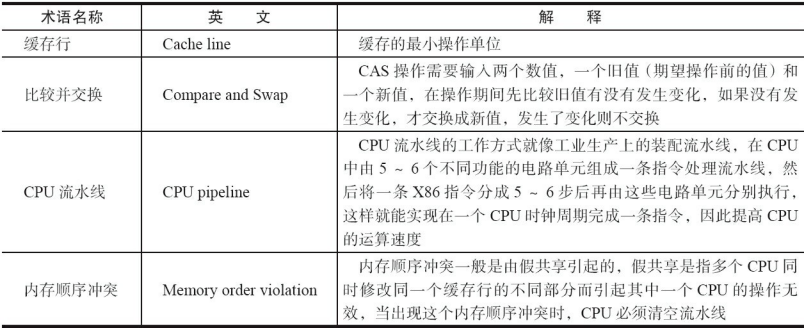 术语名称 英 文 解 释
缓存行 Cache line 缓存的最小操作单位
比较并交换 Compare and Swap CAS 操作需要输入两个数值，一个旧值（期望操作前的值）和
一个新值，在操作期间先比较旧值有没有发生变化，如果没有发
生变化，才交换成新值，发生了变化则不交换
CPU 流水线 CPU pipeline CPU 流水线的工作方式就像工业生产上的装配流水线，在 CPU
中由 5 ~ 6 个不同功能的电路单元组成一条指令处理流水线，然
后将一条 X86 指令分成 5 ~ 6 步后再由这些电路单元分别执行，
这样就能实现在一个 CPU 时钟周期完成一条指令，因此提高 CPU
的运算速度
内存顺序冲突 Memory order violation 内存顺序冲突一般是由假共享引起的，假共享是指多个 CPU 同
时修改同一个缓存行的不同部分而引起其中一个 CPU 的操作无
效，当出现这个内存顺序冲突时，CPU 必须清空流水线